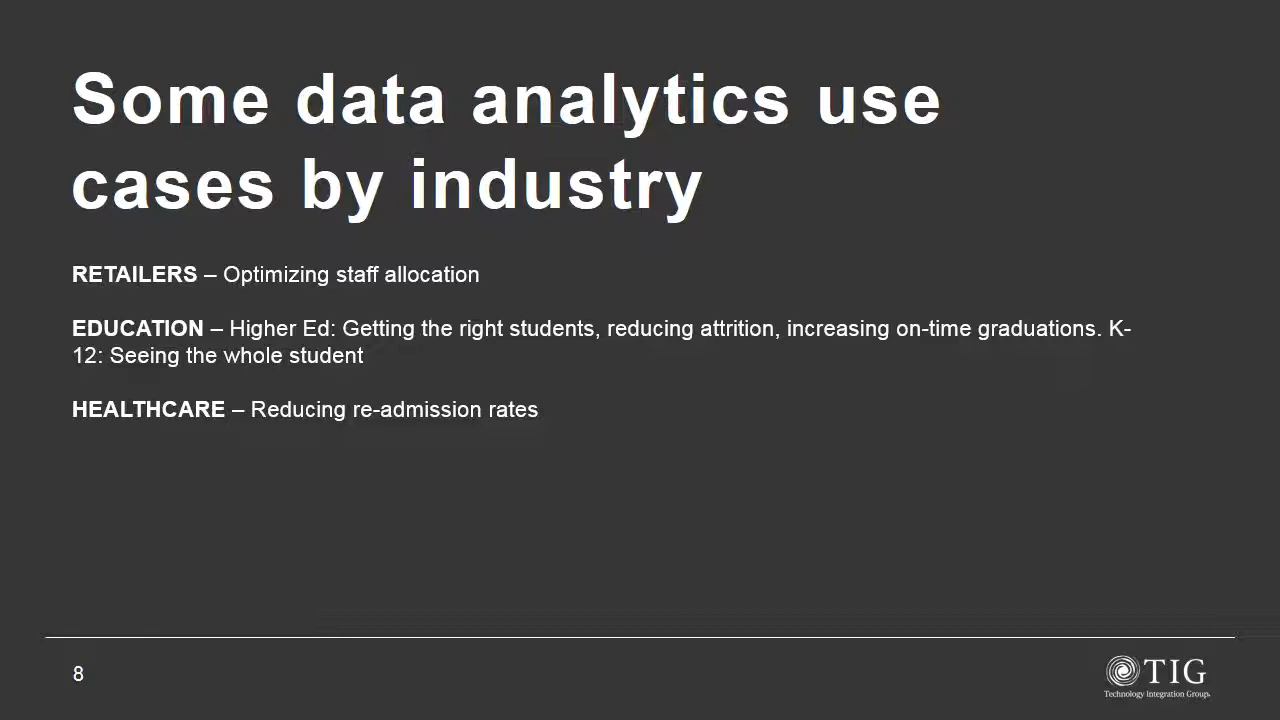 Some data analytics use
cases by industry
RETAILERS – Optimizing staff allocation
EDUCATION – Higher Ed: Getting the right students, reducing attrition, increasing on-time graduations. K-
12: Seeing the whole student
HEALTHCARE – Reducing re-admission rates
8
TIG
Technology Integration Group®